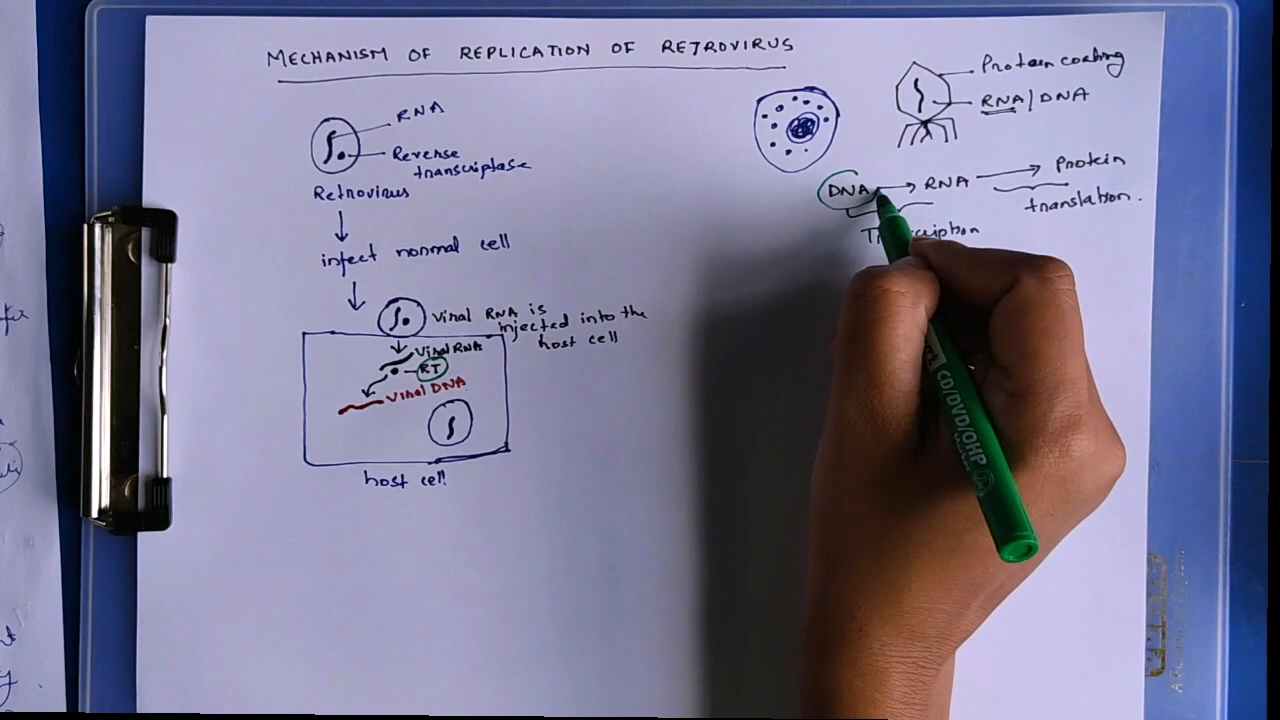 MECHANISM OF REPLICATION OF RETROVIRUS
RNA
Reverse
transcriptase
Retrovirus
infect normal cell
Viral RNA is
injected into the
host cell
Viral RNA
RT
Viral DNA
host cell
Protein coating
RNA/DNA
DNA → RNA → Protein
translation.
CD/DVD/OHP